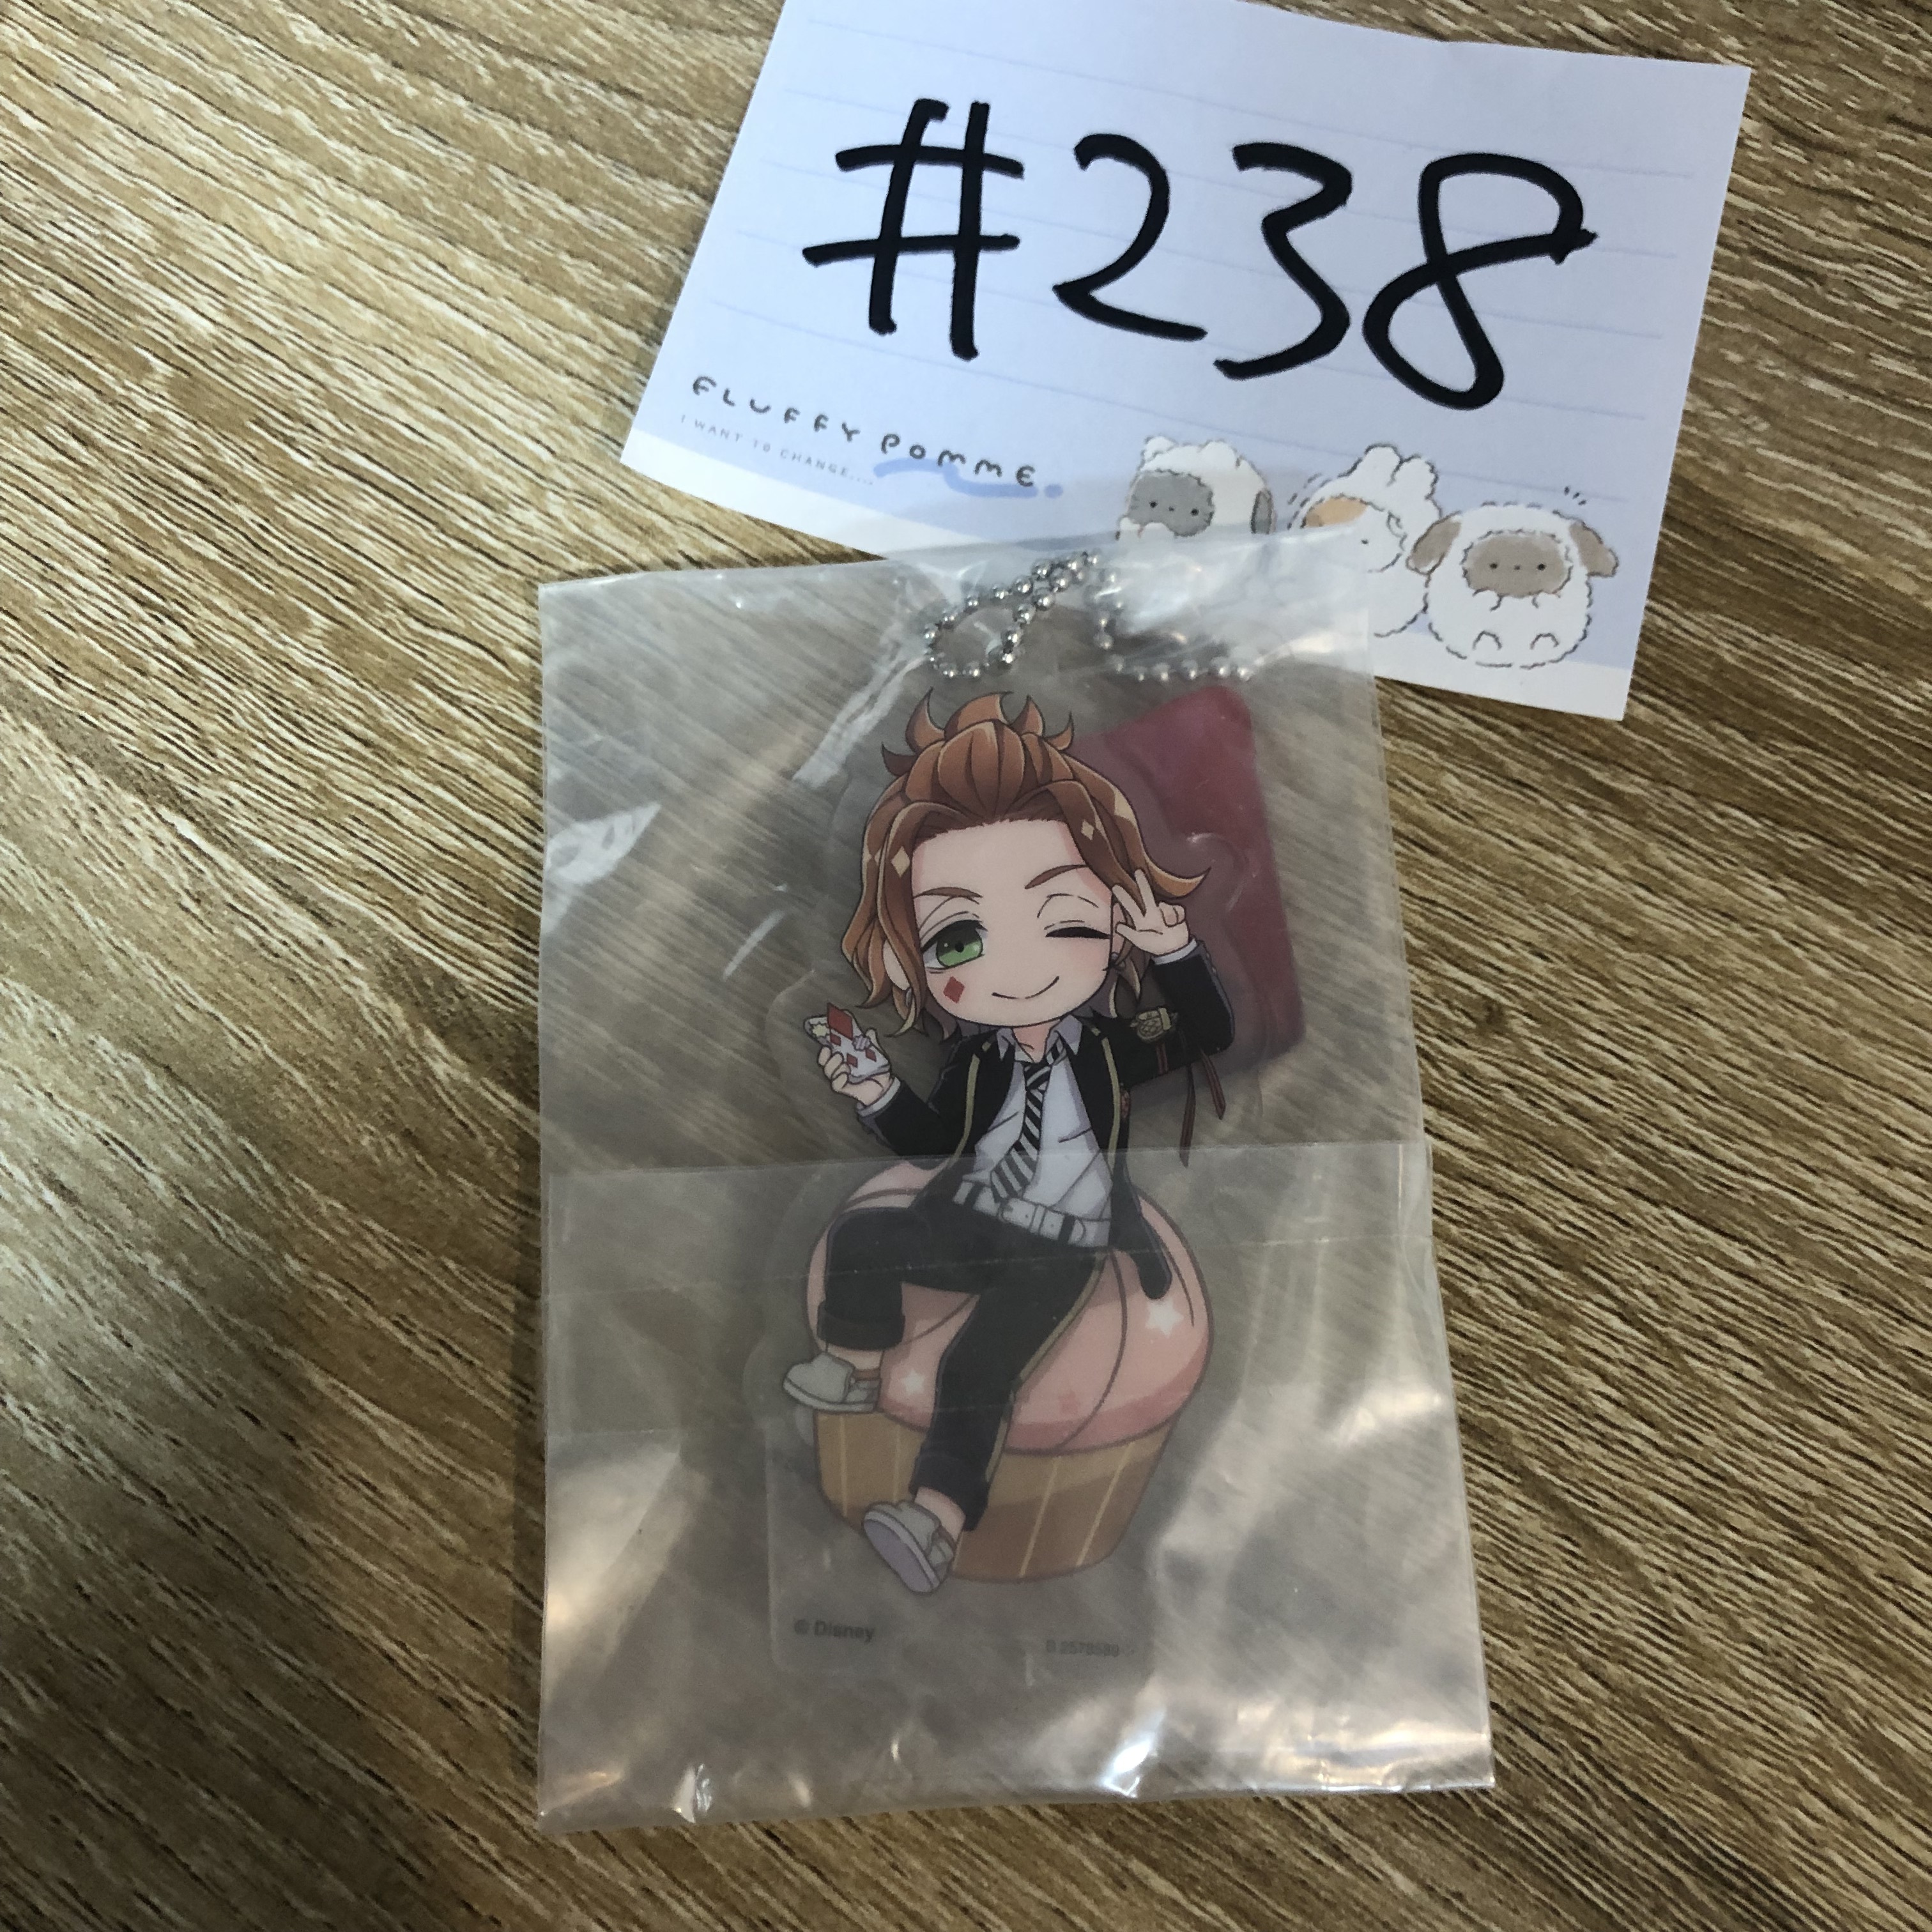 #238
FLUFFY POMME
I WANT TO CHANGE....
© Disney